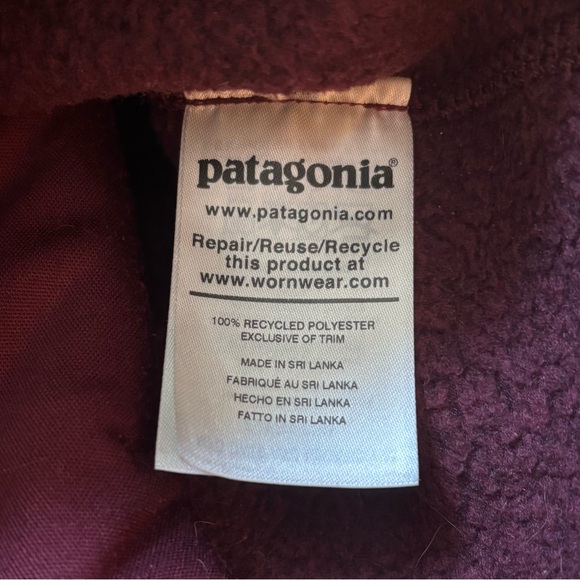 patagonia®
www.patagonia.com
Repair/Reuse/Recycle
this product at
www.wornwear.com
100% RECYCLED POLYESTER
EXCLUSIVE OF TRIM
MADE IN SRI LANKA
FABRIQUÉ AU SRI LANKA
HECHO EN SRI LANKA
FATTO IN SRI LANKA